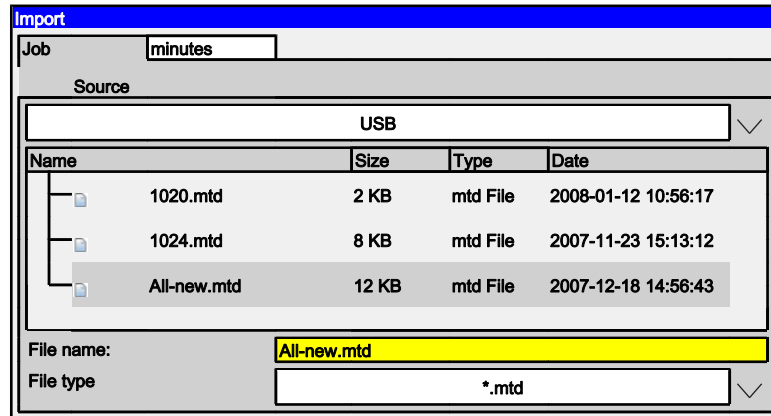 Import
Job minutes
Source
USB
Name Size Type Date
1020.mtd 2 KB mtd File 2008-01-12 10:56:17
1024.mtd 8 KB mtd File 2007-11-23 15:13:12
All-new.mtd 12 KB mtd File 2007-12-18 14:56:43
File name: All-new.mtd
File type *.mtd